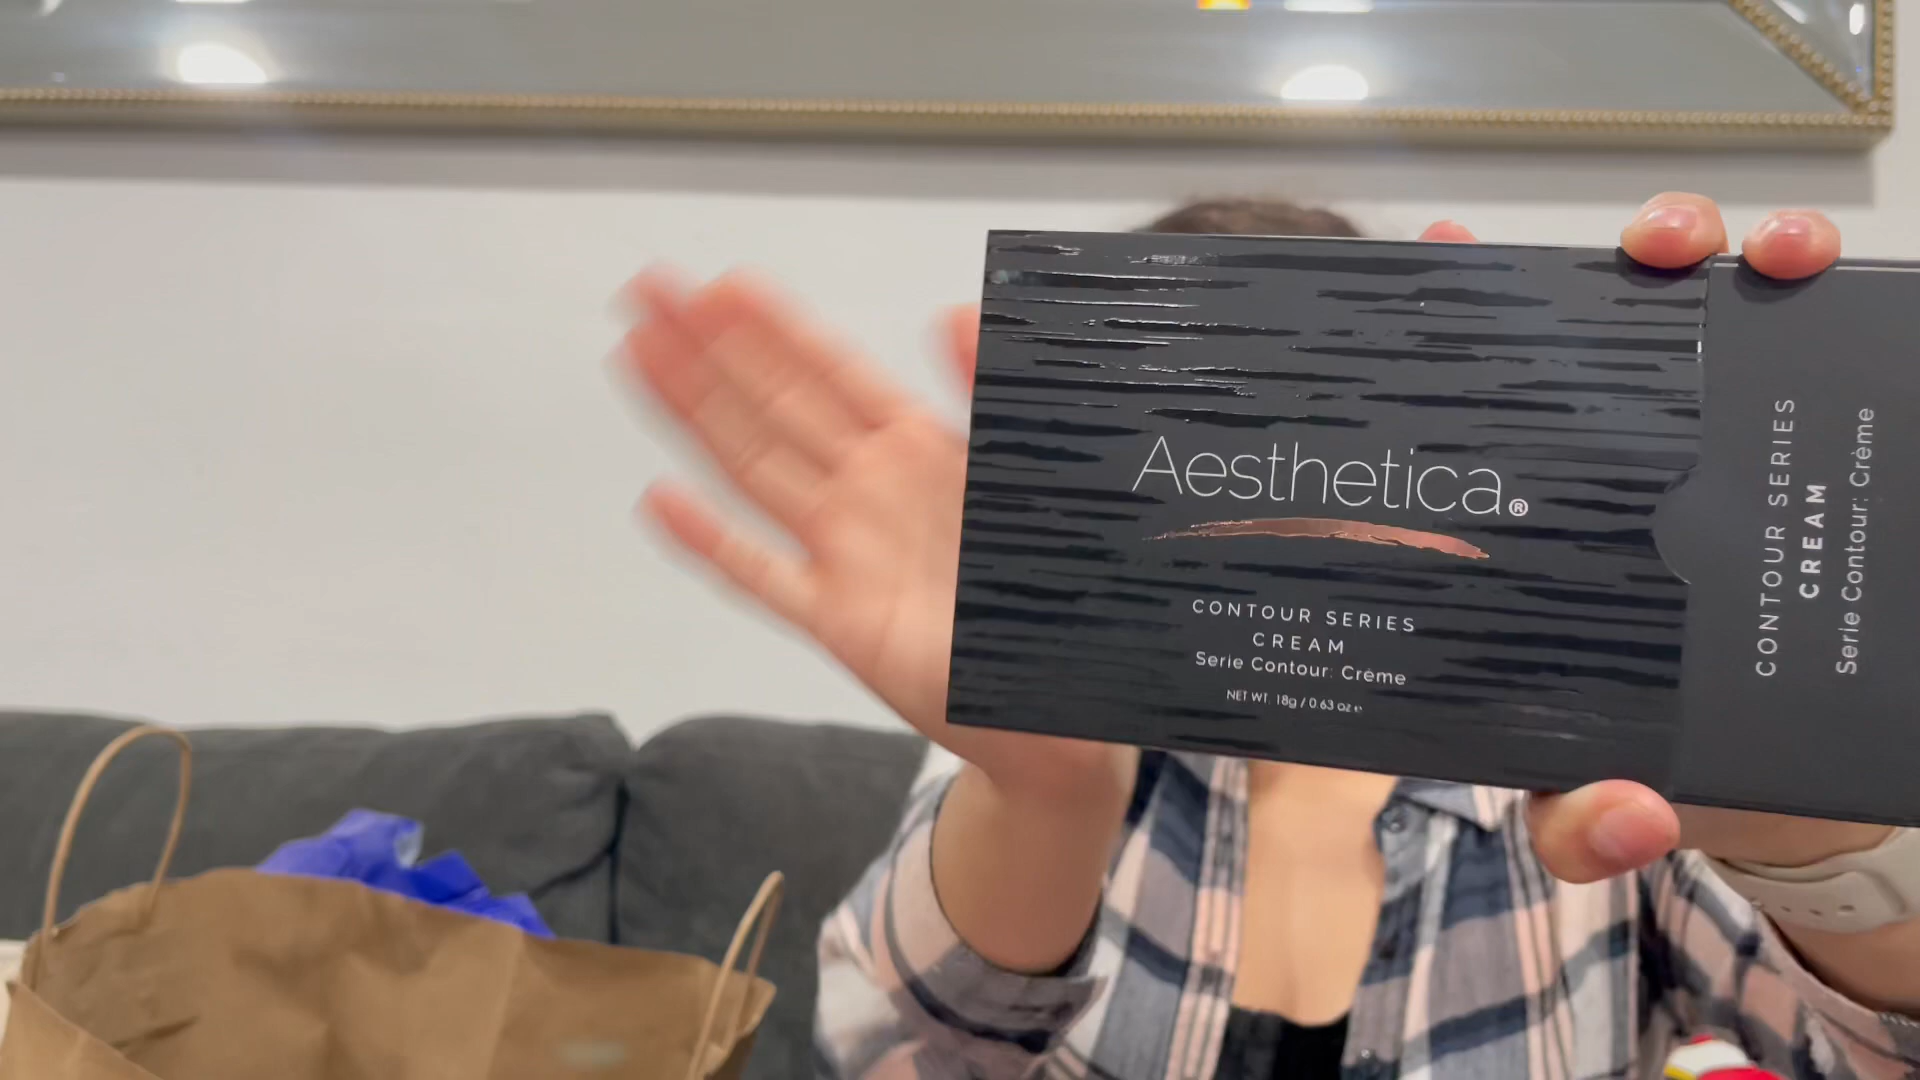 Aesthetica®
CONTOUR SERIES
CREAM
Serie Contour: Crème
NET WT. 18g / 0.63 oz e
CONTOUR SERIES
CREAM
Serie Contour: Crème